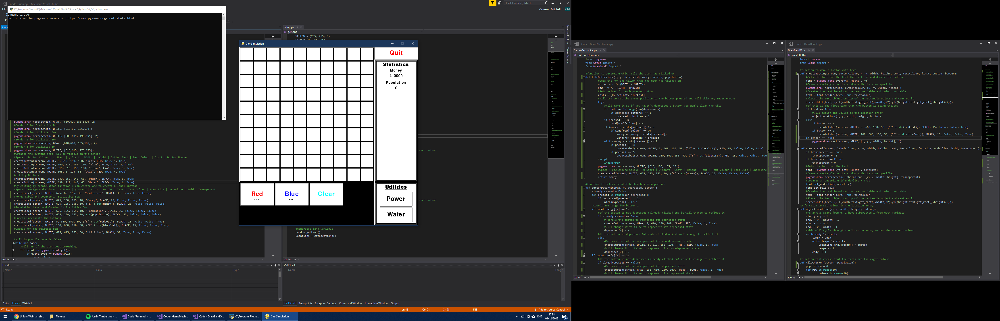 Code (Running) - Microsoft Visual Studio
Quick Launch (Ctrl+Q)
File
Cameron Mitchell
CM
C:\Program Files (x86)\Microsoft Visual Studio\Shared\Python36_64\python.exe
pygame 1.9.6
Hello from the pygame community. https://www.pygame.org/contribute.html
pygame.draw.rect(screen, GRAY, [610,60, 185,540], 2)
#Border 3 for Statistics Box
pygame.draw.rect(screen, WHITE, [615,65, 175,530])
#Border 1 for Utilities Box
pygame.draw.rect(screen, WHITE, [605,605, 195,195], 2)
#Border 2 for Utilities Box
pygame.draw.rect(screen, GRAY, [610,610, 185,185], 2)
#Border 3 for Utilities Box
pygame.draw.rect(screen, WHITE, [615,615, 175,175])
#Creates the buttons that will be visable on the screen
#Space | Button Colour | x Start | y Start | Width | Height | Button Text | Text Colour | First | Button Number
createButton(screen, WHITE, 5, 610, 150, 100, "Red", RED, True, 1, True)
createButton(screen, WHITE, 160, 610, 150, 100, "Blue", BLUE, True, 2, True)
createButton(screen, WHITE, 315, 610, 150, 100, "Clear", CYAN, True, 3, True)
createButton(screen, WHITE, 605, 0, 195, 55, "Quit", RED, True, 4, True)
#Utility Buttons
createButton(screen, WHITE, 630, 650, 145, 65, "Power", BLACK, True, 5, True)
createButton(screen, WHITE, 630, 720, 145, 65, "Water", BLACK, True, 6, True)
#By editing my createButton function I can create one to create a label instead
#Space | Background Colour | x Start | y Start | Width | Height | Text | Text Colour | Font Size | Underline | Bold | Transparent
createLabel(screen, WHITE, 625, 65, 155, 30, "Statistics", BLACK, 30, True, True, False)
#Money Label and Counter in Statistics Box
createLabel(screen, WHITE, 625, 100, 155, 10, "Money", BLACK, 25, False, False, False)
createLabel(screen, WHITE, 625, 125, 155, 10, ("£" + str(money)), BLACK, 25, False, False, False)
#Population Label and Counter in Statistics Box
createLabel(screen, WHITE, 625, 155, 155, 10, "Population", BLACK, 25, False, False, False)
createLabel(screen, WHITE, 625, 180, 155, 10, str(population), BLACK, 25, False, False, False)
#Labels Underneath the buttons
createLabel(screen, WHITE, 5, 660, 150, 50, ("£" + str(redCost)), BLACK, 15, False, False, True)
createLabel(screen, WHITE, 160, 660, 150, 50, ("£" + str(blueCost)), BLACK, 15, False, False, True)
#Labels for the Utilties Box
createLabel(screen, WHITE, 625, 615, 155, 30, "Utilities", BLACK, 30, True, True, False)
#Will loop while done is false
while not done:
#Will run if the user does something
for event in pygame.event.get():
if event.type == pygame.QUIT:
done = True
100 %
Setup.py
getLand
YELLOW = (255, 255, 0)
CYAN = (0, 255, 255)
each column
each column
#Generates land variable
Land = getLand()
Locations = getLocations()
100 %
Solution Explorer
Team Explorer
City Simulation
Quit
Statistics
Money
£10000
Population
0
Red
£100
Blue
£500
Clear
Utilities
Power
Water
Locals
Name Value Type
Autos Locals Watch 1
Call Stack
Name Lang
Call Stack Breakpoints Exception Settings Command Window Immediate Window Output
Ready Ln 42 Col 78 Ch 78 INS Add to Source Control
Union: Walmart sh... Pictures Justin Timberlake - ... Code (Running) - ... Code - GameMech... Code - DrawBandO... C:\Program Files (x... City Simulation
ENG
17:38
01/12/2019
4
Code - GameMechanics.py
GameMechanics.py
buttonDeterminer
import pygame
from Setup import *
from DrawBandO import *
#function to determine which tile the user has clicked on
def tileDeterminer(x, y, depressed, money, screen, population):
#Sets the row and column that the user has clicked on
column = x // (WIDTH + MARGIN)
row = y // (WIDTH + MARGIN)
#Sets values for each pressed button
costs = [0, redCost, blueCost]
#Will try to set the array position to the button pressed and will skip any Index errors
try:
#Will make it so if you haven't depressed a button you won't clear the tile
for buttons in range(len(depressed)):
if depressed[buttons] == 1:
pressed = buttons + 1
if pressed == 3:
Land[row][column] = 0
if (money - costs[pressed]) >= 0:
if Land[row][column] == 0:
money = (money - costs[pressed])
Land[row][column] = pressed
elif (money - costs[pressed]) <= 0:
if pressed == 1:
createLabel(screen, WHITE, 5, 660, 150, 50, ("£" + str(redCost)), RED, 15, False, False, True)
if pressed == 2:
createLabel(screen, WHITE, 160, 660, 150, 50, ("£" + str(blueCost)), RED, 15, False, False, True)
except:
IndexError
pygame.draw.rect(screen, WHITE, [625, 120, 155, 15])
#Space | Background Colour | x Start | y Start | Width | Height | Text | Text Colour | Font Size | Underline
createLabel(screen, WHITE, 625, 125, 155, 10, ("£" + str(money)), BLACK, 25, False, False, False)
return money
#function to determine what button has been pressed
def buttonDeterminer(x, y, depressed, screen):
alreadypressed = False
for pressed in range(len(depressed)):
if depressed[pressed] == 1:
alreadypressed = True
#coordinate range for button 1
if Locations[y][x] == 1:
#If the button is not depressed (already clicked on) it will change to reflect it
if alreadypressed == False:
#Redraws the button to represent its depressed state
createButton(screen, GRAY, 5, 610, 150, 100, "Red", RED, False, 1, True)
#Will change it to false to represent its depressed state
depressed[0] = 1
#If the button is depressed (already clicked on) it will change to reflect it
else:
#Redraws the button to represent its non depressed state
createButton(screen, WHITE, 5, 610, 150, 100, "Red", RED, False, 1, True)
#Will change it to false to represent its non-depressed state
depressed[0] = 0
if Locations[y][x] == 2:
#If the button is not depressed (already clicked on) it will change to reflect it
if alreadypressed == False:
#Redraws the button to represent its depressed state
createButton(screen, GRAY, 160, 610, 150, 100, "Blue", BLUE, False, 2, True)
#Will change it to false to represent its depressed state
100 %
Code - DrawBandO.py
DrawBandO.py
createButton
import pygame
from Setup import *
#function to draw a button with text
def createButton(screen, buttoncolour, x, y, width, height, text, textcolour, first, button, border):
#Sets the font for the text that will be added over the button
font = pygame.font.SysFont("Roboto", 40)
#Draws a rectangle on the window with the size specified
pygame.draw.rect(screen, buttoncolour, [x, y, width, height])
#Creates the text based on the text variable and colour variable
text = font.render(text, True, textcolour)
#Places the text object on top of the rectangle object and centres it
screen.blit(text, (x+((width-text.get_rect().width)/2),y+((height-text.get_rect().height)/2)))
#If this is the first time that the button is being created
if first == True:
#Will assign the values to the location array
objectLocations(x, y, width, height, button)
else:
if button == 1:
createLabel(screen, WHITE, 5, 660, 150, 50, ("£" + str(redCost)), BLACK, 15, False, False, True)
if button == 2:
createLabel(screen, WHITE, 160, 660, 150, 50, ("£" + str(blueCost)), BLACK, 15, False, False, True)
if border == True:
pygame.draw.rect(screen, GRAY, [x, y , width, height], 2)
def createLabel(screen, labelcolour, x, y, width, height, text, textcolour, fontsize, underline, bold, transparent):
if transparent == True:
transparent = -1
if transparent == False:
transparent = 0
#Sets the font for the text
font = pygame.font.SysFont("Roboto", fontsize)
#Draws a rectangle on the window with the size specified
pygame.draw.rect(screen, labelcolour, [x, y, width, height], transparent)
#Creates an underline if underline = True
font.set_underline(underline)
font.set_bold(bold)
#Creates the text based on the text variable and colour variable
text = font.render(text, True, textcolour)
#Places the text object on top of the rectangle object and centres it
screen.blit(text, (x+((width-text.get_rect().width)/2),y+((height-text.get_rect().height)/2)))
#A function to set values in the location array
def objectLocations(x, y, width, height, button):
#As arrays start from 0, I have subtracted 1 from each variable
starty = y - 1
endy = y + height - 1
startx = x - 1
endx = x + width - 1
#This will cycle through the location array to set the correct values
while endy >= starty:
tempx = endx
while tempx >= startx:
Locations[endy][tempx] = button
tempx -= 1
endy -= 1
#function that checks that the tiles are the right colour
def tileChecker(screen, population):
population = 0
for row in range(10):
for column in range(10):
100 %